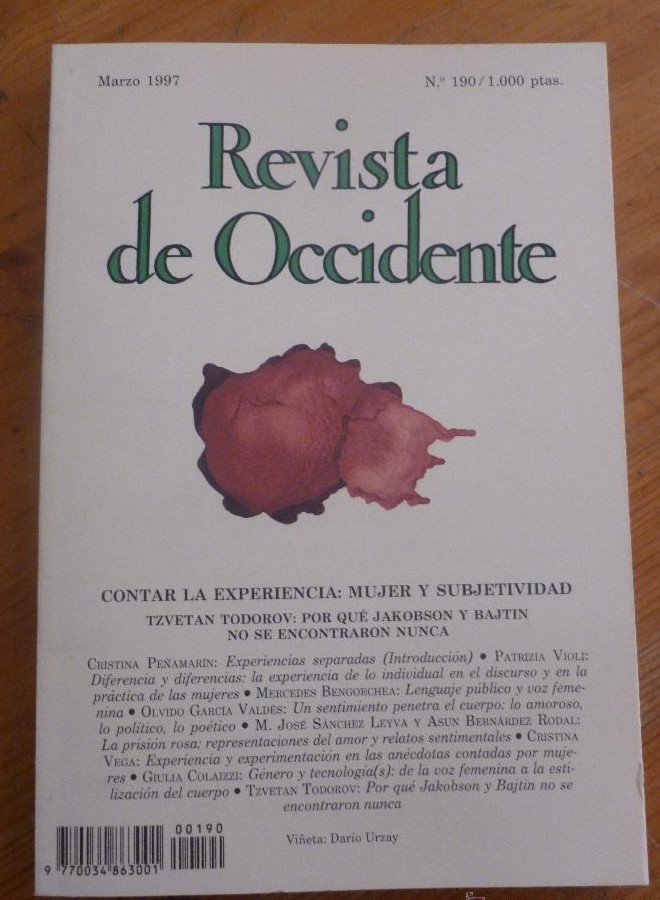 Marzo 1997
N.º 190/1.000 ptas.
Revista
de Occidente
CONTAR LA EXPERIENCIA: MUJER Y SUBJETIVIDAD
TZVETAN TODOROV: POR QUÉ JAKOBSON Y BAJTIN
NO SE ENCONTRARON NUNCA
CRISTINA PEÑAMARÍN: Experiencias separadas (Introducción) • PATRIZIA VIOLI:
Diferencia y diferencias: la experiencia de lo individual en el discurso y en la
práctica de las mujeres • MERCEDES BENGOECHEA: Lenguaje público y voz feme-
nina • OLVIDO GARCÍA VALDÉS: Un sentimiento penetra el cuerpo: lo amoroso,
lo político, lo poético • M. JOSÉ SÁNCHEZ LEYVA Y ASUN BERNÁRDEZ RODAL:
La prisión rosa: representaciones del amor y relatos sentimentales • CRISTINA
VEGA: Experiencia y experimentación en las anécdotas contadas por muje-
res • GIULIA COLAIZZI: Género y tecnología(s): de la voz femenina a la esti-
lización del cuerpo • TZVETAN TODOROV: Por qué Jakobson y Bajtin no se
encontraron nunca
Viñeta: Darío Urzay
00190
9 770034 863001